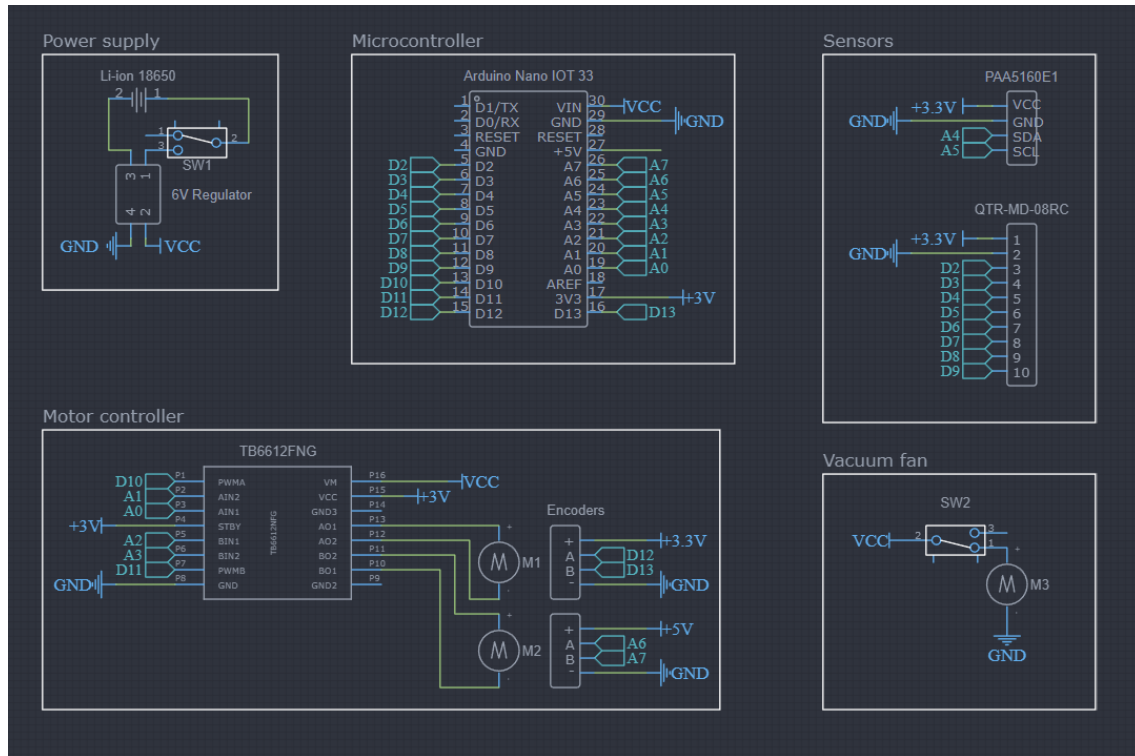 Power supply
Li-ion 18650
2 1
1
3
2
SW1
3 1
4 2
6V Regulator
GND
VCC
Microcontroller
Arduino Nano IOT 33
1 D1/TX VIN 30 VCC
2 D0/RX GND 29 GND
3 RESET RESET 28
4 GND +5V 27
D2 5 D2 A7 26 A7
D3 6 D3 A6 25 A6
D4 7 D4 A5 24 A5
D5 8 D5 A4 23 A4
D6 9 D6 A3 22 A3
D7 10 D7 A2 21 A2
D8 11 D8 A1 20 A1
D9 12 D9 A0 19 A0
D10 13 D10 AREF 18
D11 14 D11 3V3 17 +3V
D12 15 D12 D13 16 D13
Sensors
PAA5160E1
+3.3V VCC
GND GND
A4 SDA
A5 SCL
QTR-MD-08RC
+3.3V 1
GND 2
D2 3
D3 4
D4 5
D5 6
D6 7
D7 8
D8 9
D9 10
Motor controller
TB6612FNG
TB6612NFG
D10 P1 PWMA VM P16 VCC
A1 P2 AIN2 VCC P15 +3V
A0 P3 AIN1 GND3 P14
+3V P4 STBY AO1 P13
A2 P5 BIN1 AO2 P12
A3 P6 BIN2 BO2 P11
D11 P7 PWMB BO1 P10
GND P8 GND GND2 P9
+
M M1
-
+
M M2
-
Encoders
+ +3.3V
A D12
B D13
- GND
+ +5V
A A6
B A7
- GND
Vacuum fan
SW2
VCC 2
3
1
+
M M3
-
GND